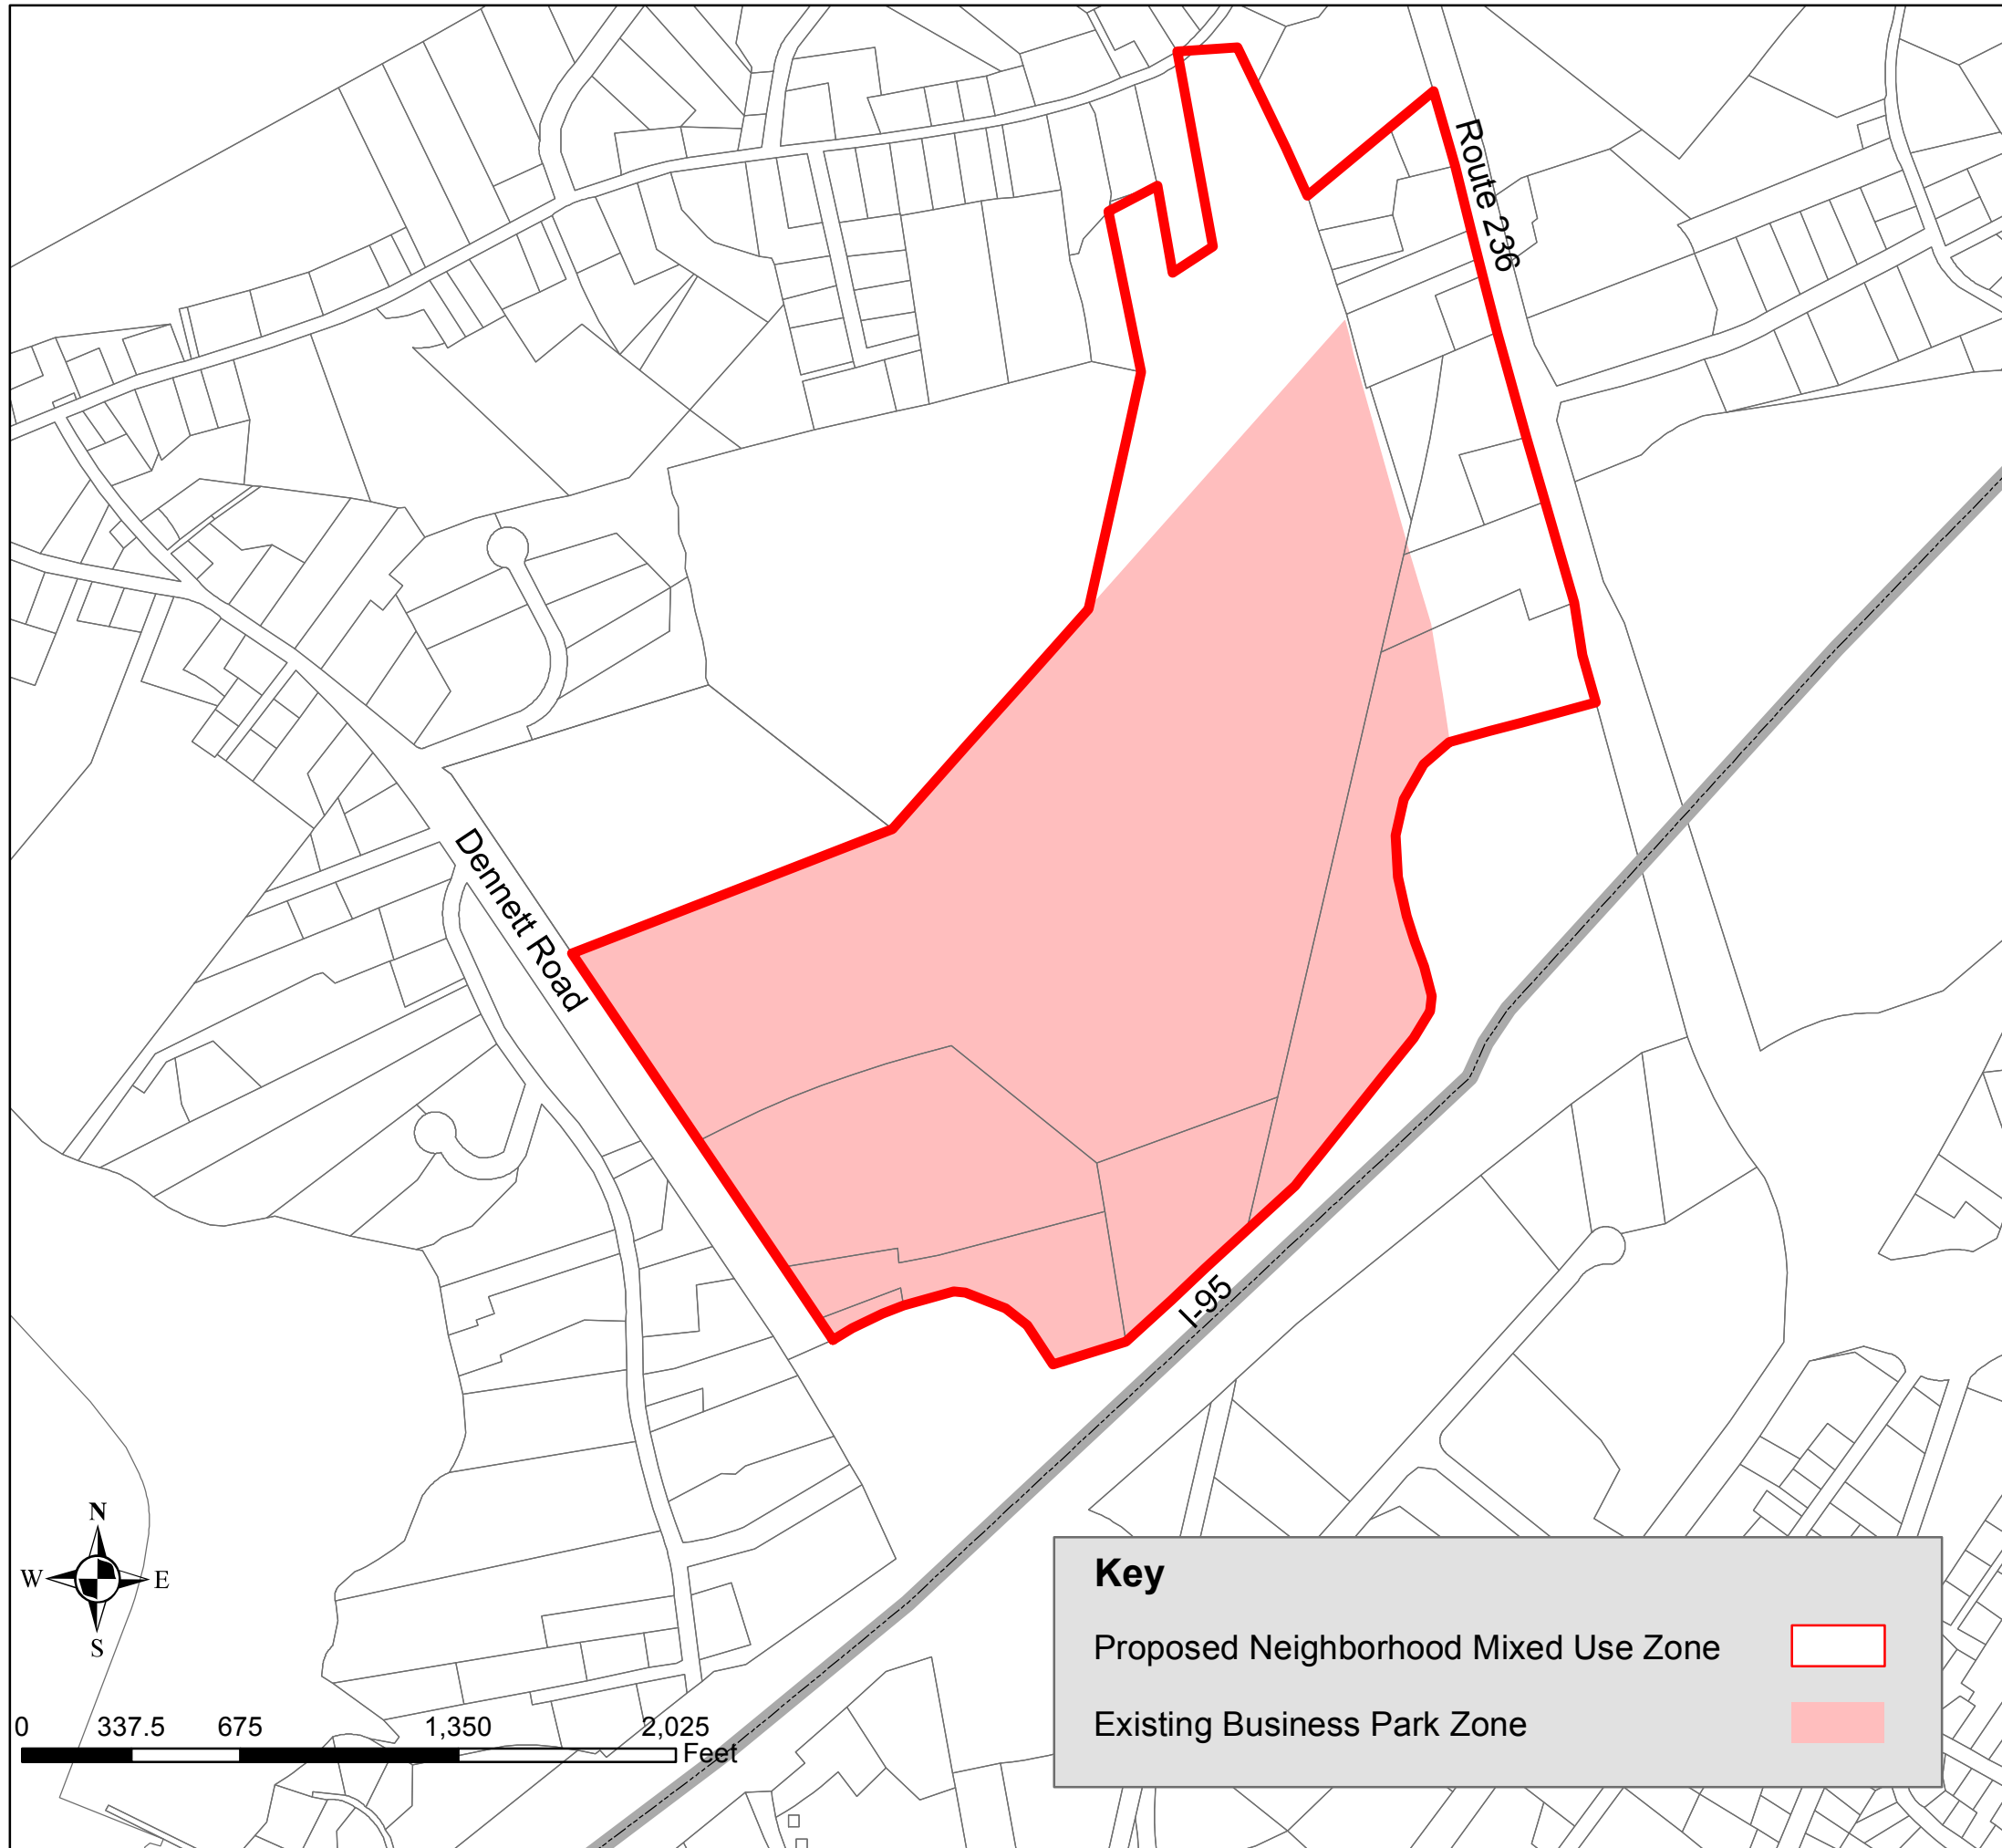 Route 236
Dennett Road
I-95
N
W E
S
Key
Proposed Neighborhood Mixed Use Zone
Existing Business Park Zone
0 337.5 675 1,350 2,025
Feet